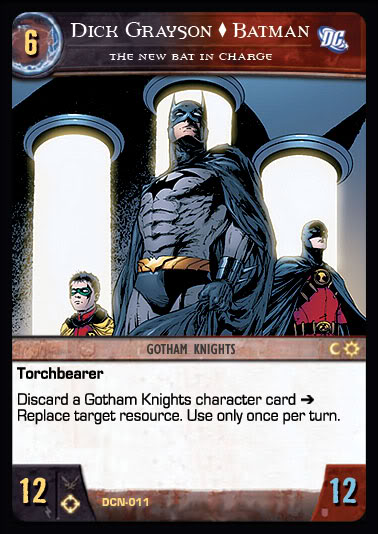 6
DICK GRAYSON ♦ BATMAN
THE NEW BAT IN CHARGE
DC
GOTHAM KNIGHTS
Torchbearer
Discard a Gotham Knights character card ➔
Replace target resource. Use only once per turn.
12
DCN-011
12